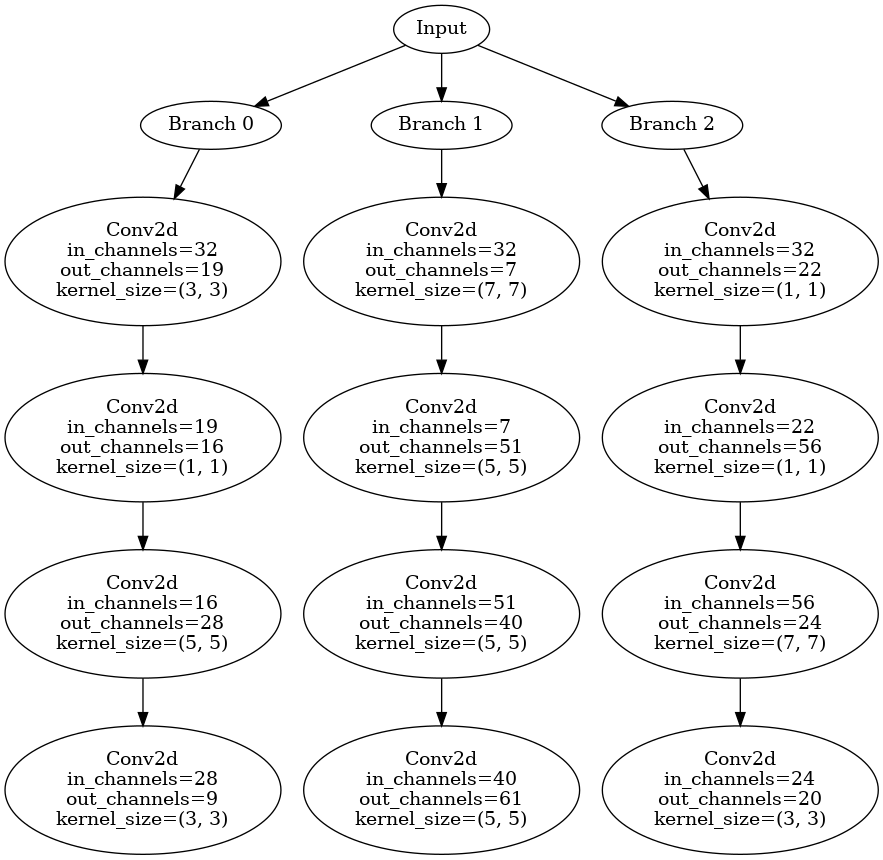 Input
Branch 0
Branch 1
Branch 2
Conv2d
in_channels=32
out_channels=19
kernel_size=(3, 3)
Conv2d
in_channels=32
out_channels=7
kernel_size=(7, 7)
Conv2d
in_channels=32
out_channels=22
kernel_size=(1, 1)
Conv2d
in_channels=19
out_channels=16
kernel_size=(1, 1)
Conv2d
in_channels=7
out_channels=51
kernel_size=(5, 5)
Conv2d
in_channels=22
out_channels=56
kernel_size=(1, 1)
Conv2d
in_channels=16
out_channels=28
kernel_size=(5, 5)
Conv2d
in_channels=51
out_channels=40
kernel_size=(5, 5)
Conv2d
in_channels=56
out_channels=24
kernel_size=(7, 7)
Conv2d
in_channels=28
out_channels=9
kernel_size=(3, 3)
Conv2d
in_channels=40
out_channels=61
kernel_size=(5, 5)
Conv2d
in_channels=24
out_channels=20
kernel_size=(3, 3)